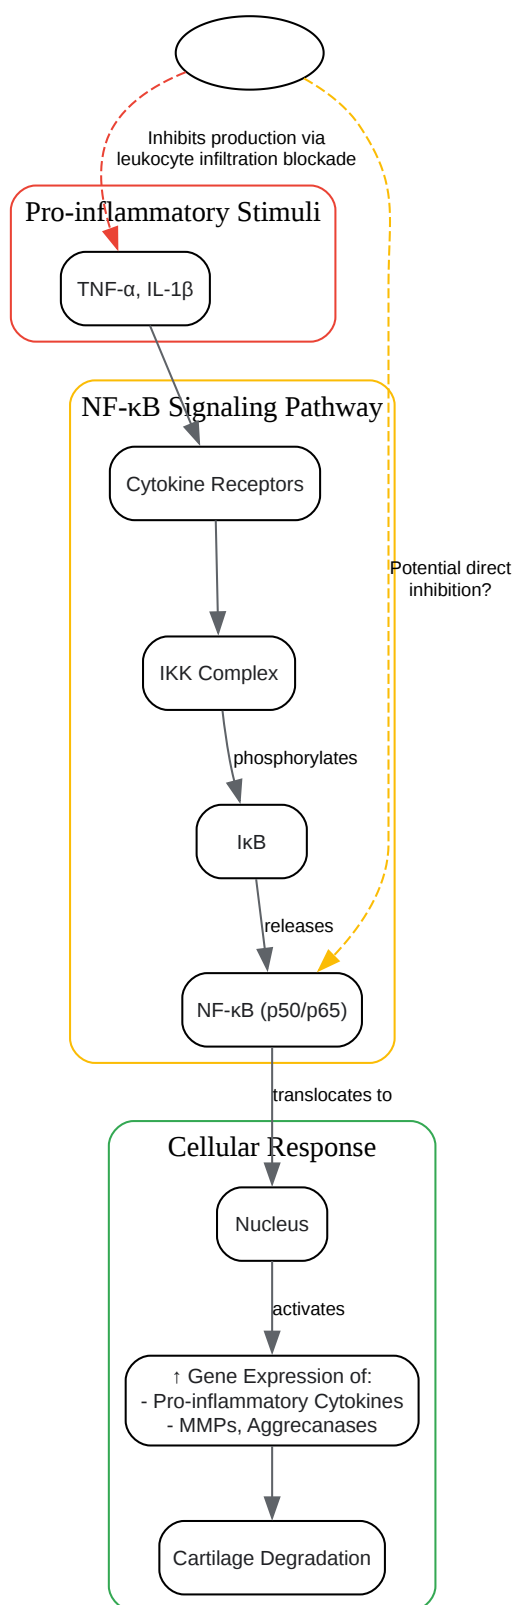 Inhibits production via
leukocyte infiltration blockade
Pro-inflammatory Stimuli
TNF-α, IL-1β
NF-κB Signaling Pathway
Cytokine Receptors
Potential direct
inhibition?
IKK Complex
phosphorylates
IκB
releases
NF-κB (p50/p65)
translocates to
Cellular Response
Nucleus
activates
↑ Gene Expression of:
- Pro-inflammatory Cytokines
- MMPs, Aggrecanases
Cartilage Degradation